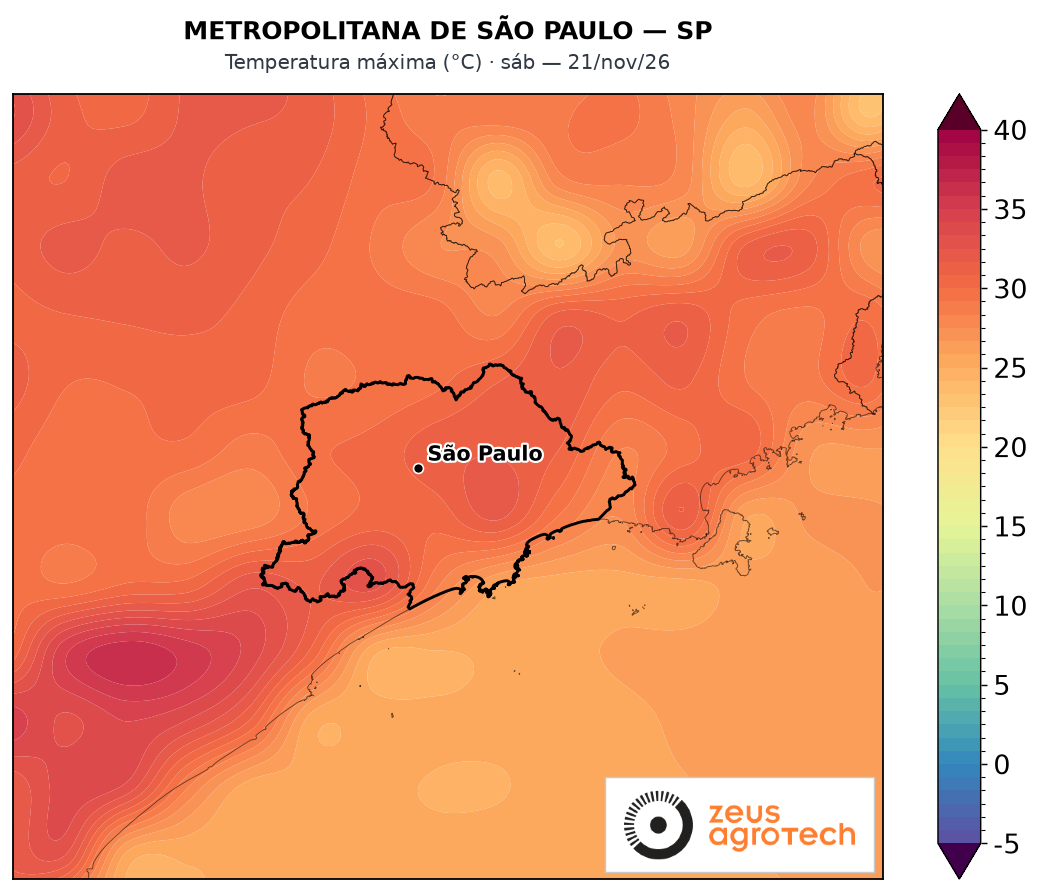 METROPOLITANA DE SÃO PAULO — SP
Temperatura máxima (°C) · sáb — 21/nov/26
São Paulo
40
35
30
25
20
15
10
5
0
-5
zeus
agrotech